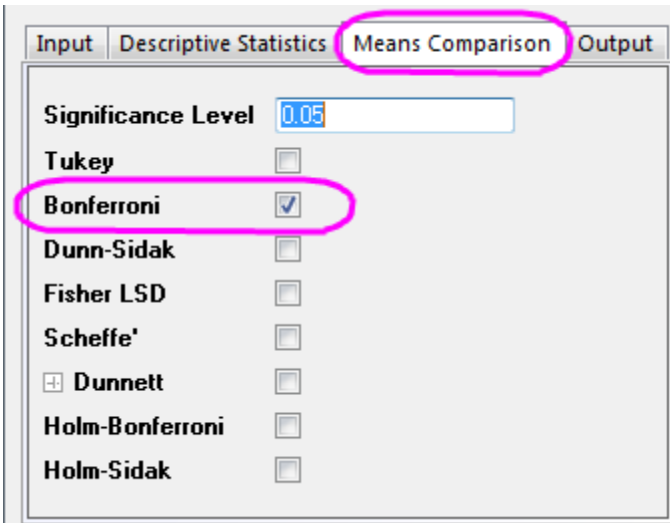 Input Descriptive Statistics Means Comparison Output
Significance Level 0.05
Tukey
Bonferroni
Dunn-Sidak
Fisher LSD
Scheffe'
Dunnett
Holm-Bonferroni
Holm-Sidak